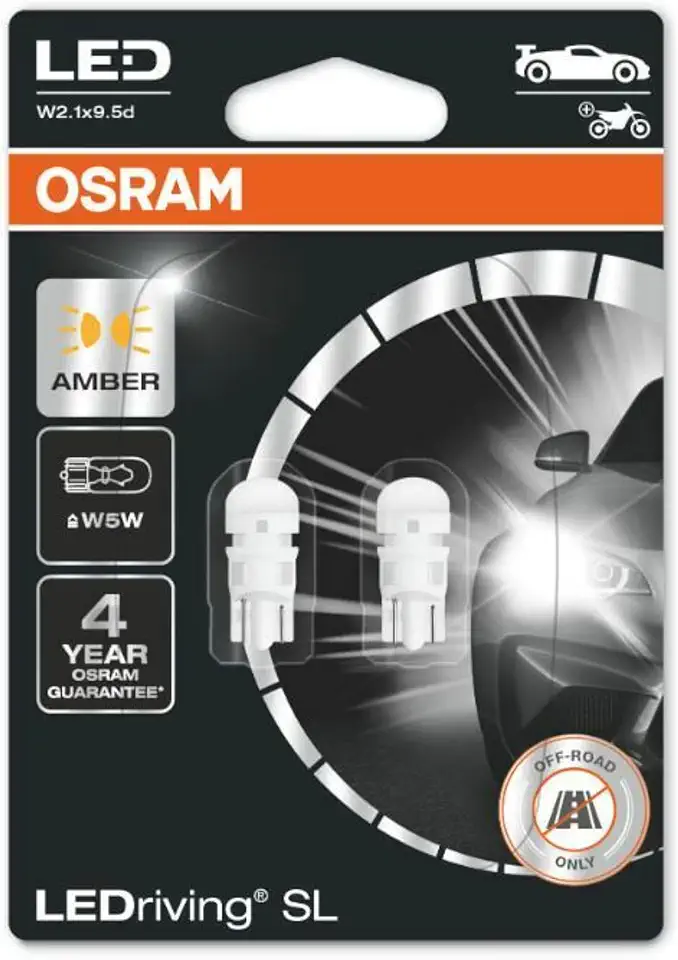 LED
W2.1x9.5d
OSRAM
AMBER
W5W
4
YEAR
OSRAM
GUARANTEE*
OFF-ROAD
ONLY
LEDriving® SL